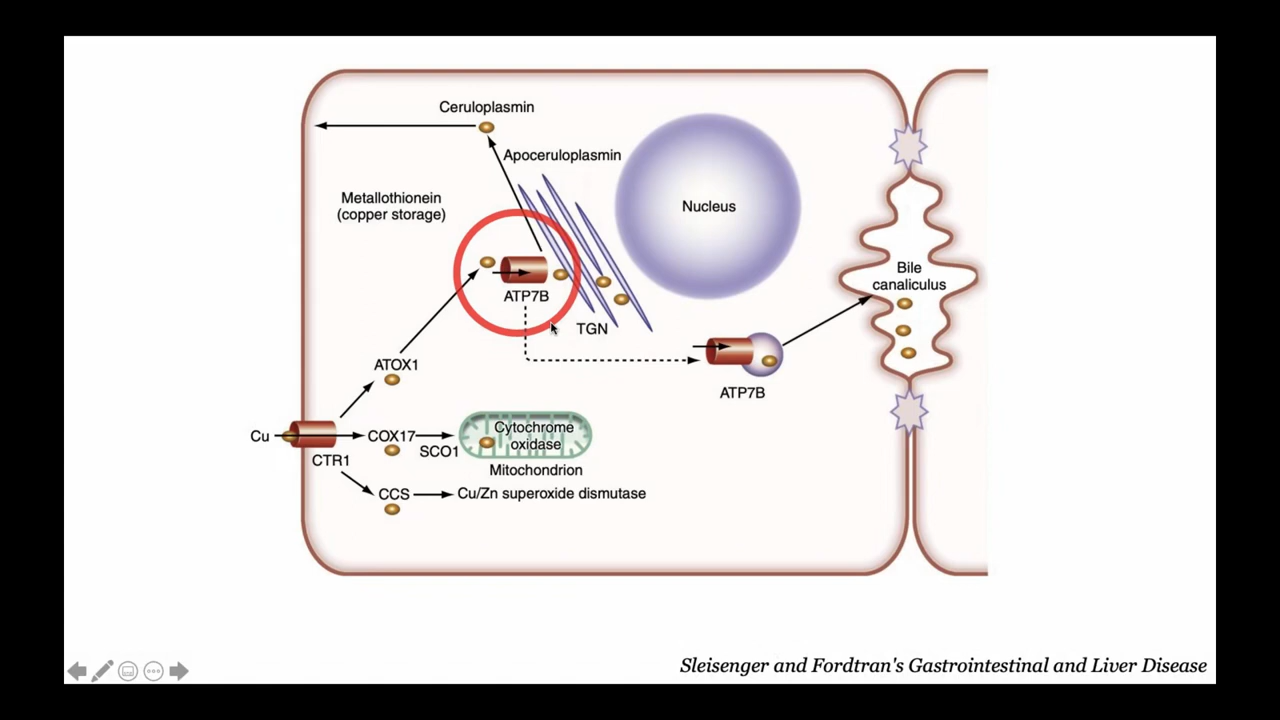 Ceruloplasmin
Apoceruloplasmin
Metallothionein
(copper storage)
Nucleus
Bile
canaliculus
ATP7B
TGN
ATOX1
ATP7B
Cu
CTR1
COX17
SCO1
Cytochrome
oxidase
Mitochondrion
CCS
Cu/Zn superoxide dismutase
Sleisenger and Fordtran's Gastrointestinal and Liver Disease